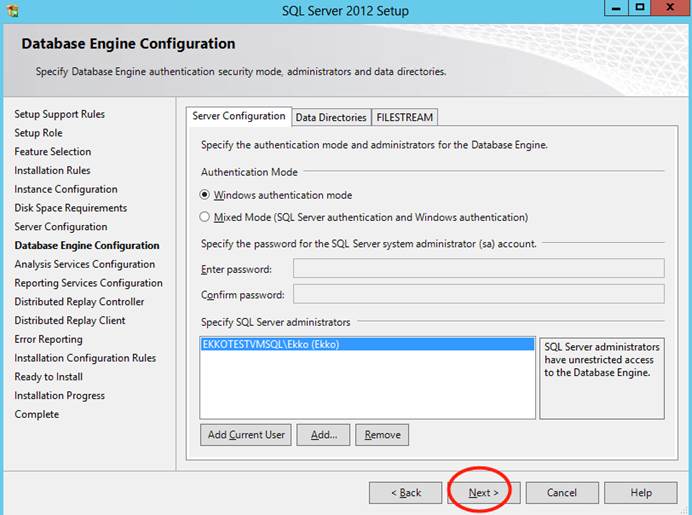 SQL Server 2012 Setup
Database Engine Configuration
Specify Database Engine authentication security mode, administrators and data directories.
Setup Support Rules
Setup Role
Feature Selection
Installation Rules
Instance Configuration
Disk Space Requirements
Server Configuration
Database Engine Configuration
Analysis Services Configuration
Reporting Services Configuration
Distributed Replay Controller
Distributed Replay Client
Error Reporting
Installation Configuration Rules
Ready to Install
Installation Progress
Complete
Server Configuration Data Directories FILESTREAM
Specify the authentication mode and administrators for the Database Engine.
Authentication Mode
Windows authentication mode
Mixed Mode (SQL Server authentication and Windows authentication)
Specify the password for the SQL Server system administrator (sa) account.
Enter password:
Confirm password:
Specify SQL Server administrators
EKKOTESTVMSQL\Ekko (Ekko)
SQL Server administrators
have unrestricted access
to the Database Engine.
Add Current User Add... Remove
< Back Next > Cancel Help